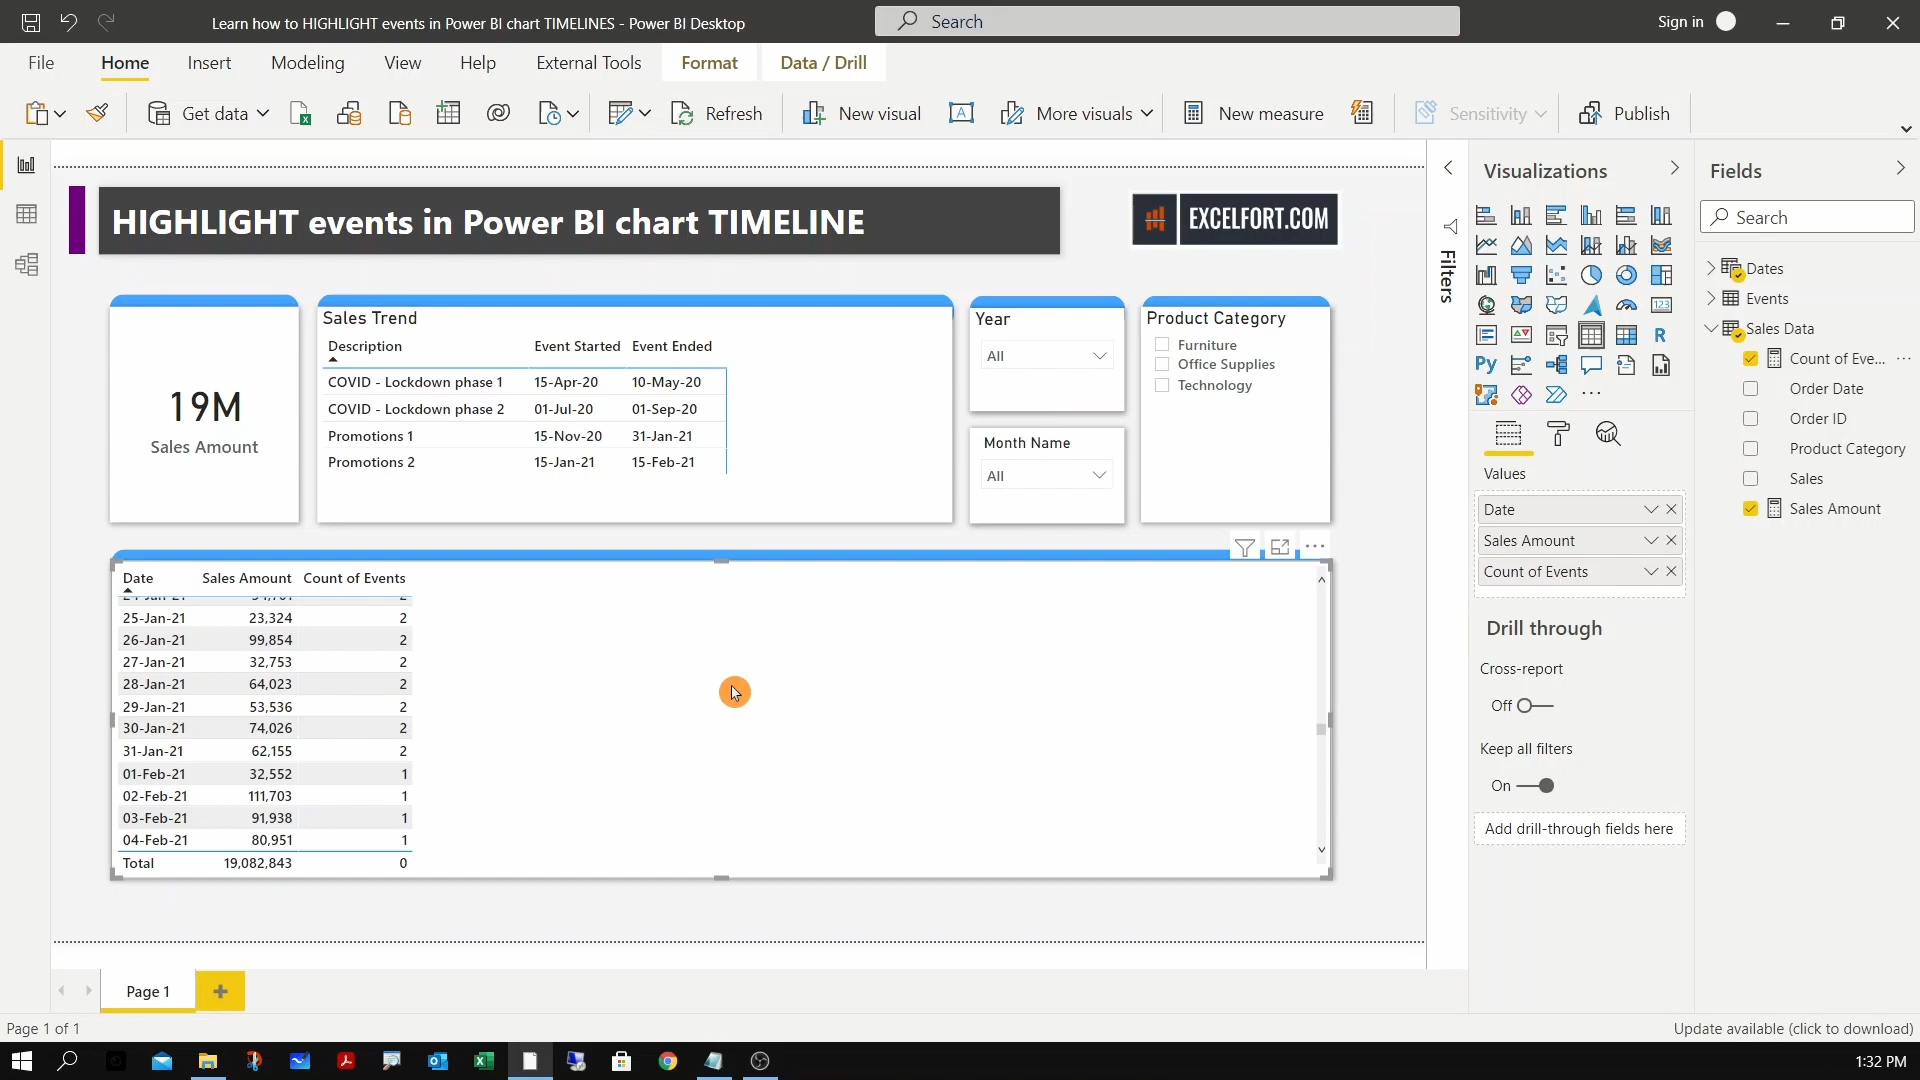 Learn how to HIGHLIGHT events in Power BI chart TIMELINES - Power BI Desktop
Search
Sign in
File
Home
Insert
Modeling
View
Help
External Tools
Format
Data / Drill
Get data
Refresh
New visual
More visuals
New measure
Sensitivity
Publish
HIGHLIGHT events in Power BI chart TIMELINE
EXCELFORT.COM
19M
Sales Amount
Sales Trend
Description Event Started Event Ended
COVID - Lockdown phase 1 15-Apr-20 10-May-20
COVID - Lockdown phase 2 01-Jul-20 01-Sep-20
Promotions 1 15-Nov-20 31-Jan-21
Promotions 2 15-Jan-21 15-Feb-21
Year
All
Month Name
All
Product Category
Furniture
Office Supplies
Technology
Date Sales Amount Count of Events
25-Jan-21 23,324 2
26-Jan-21 99,854 2
27-Jan-21 32,753 2
28-Jan-21 64,023 2
29-Jan-21 53,536 2
30-Jan-21 74,026 2
31-Jan-21 62,155 2
01-Feb-21 32,552 1
02-Feb-21 111,703 1
03-Feb-21 91,938 1
04-Feb-21 80,951 1
Total 19,082,843 0
Filters
Visualizations
R
Py
123
Values
Date
Sales Amount
Count of Events
Drill through
Cross-report
Off
Keep all filters
On
Add drill-through fields here
Fields
Search
Dates
Events
Sales Data
Count of Eve...
Order Date
Order ID
Product Category
Sales
Sales Amount
Page 1
Page 1 of 1
Update available (click to download)
1:32 PM